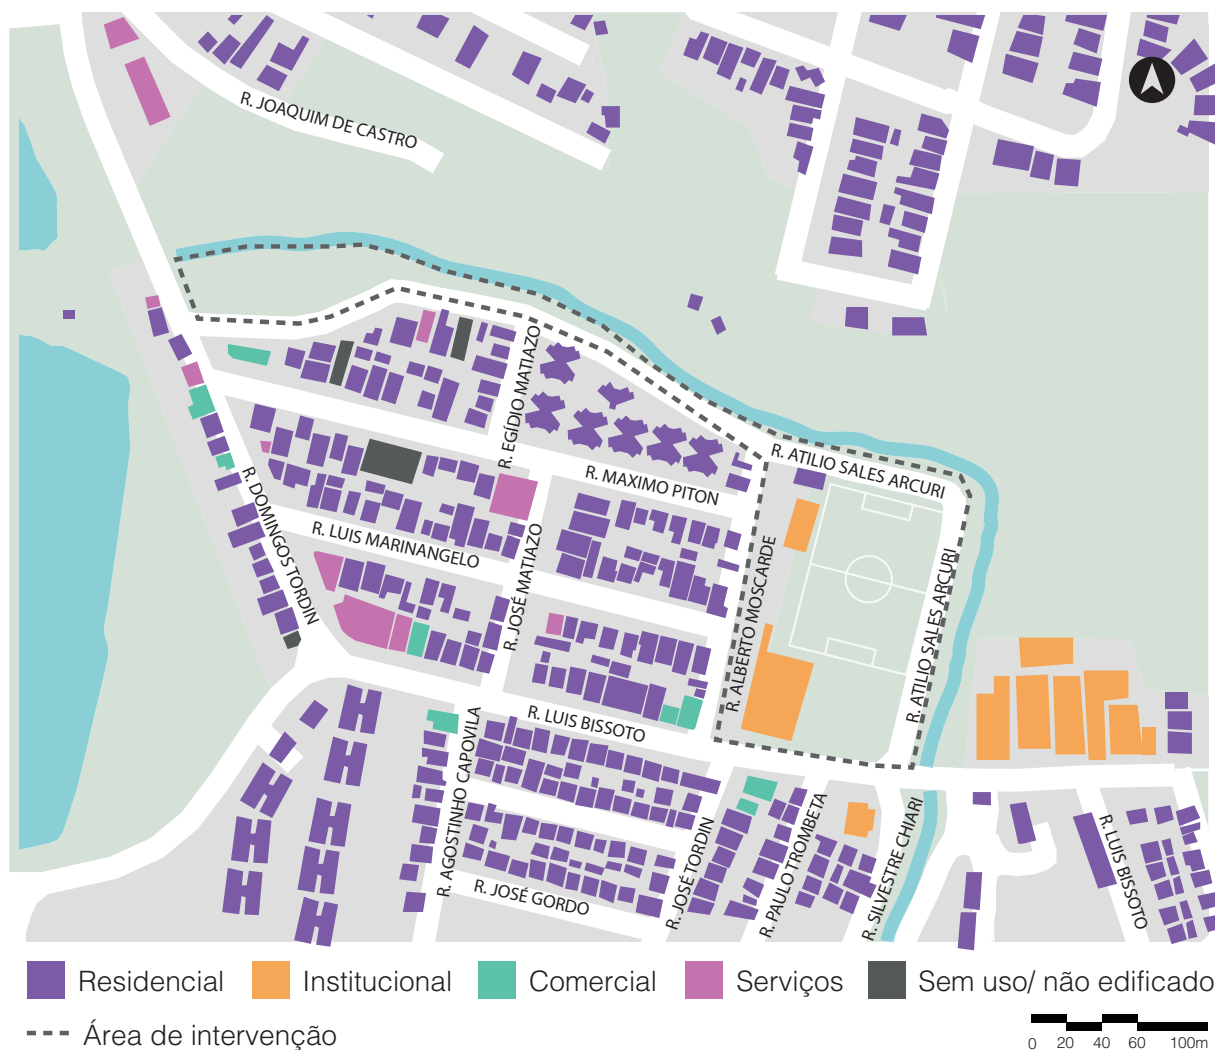 R. JOAQUIM DE CASTRO
R. EGÍDIO MATIAZO
R. ATILIO SALES ARCURI
R. MAXIMO PITON
R. DOMINGOS TORDIN
R. LUIS MARINANGELO
R. JOSÉ MATIAZO
R. ALBERTO MOSCARDE
R. ATILIO SALES ARCURI
R. LUIS BISSOTO
R. AGOSTINHO CAPOVILA
R. JOSÉ GORDO
R. JOSÉ TORDIN
R. PAULO TROMBETA
R. SILVESTRE CHIARI
R. LUIS BISSOTO
Residencial
Institucional
Comercial
Serviços
Sem uso/ não edificado
Área de intervenção
0 20 40 60 100m